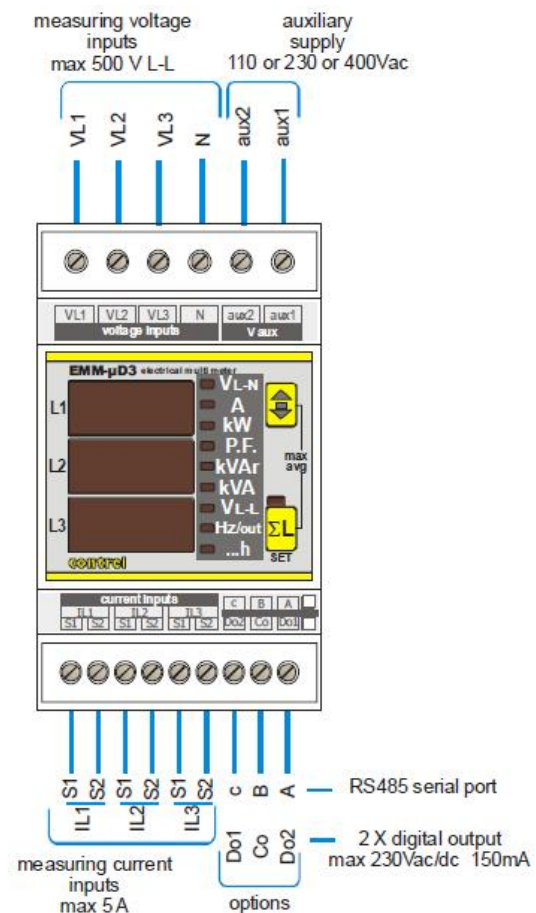 measuring voltage
inputs
max 500 V L-L
auxiliary
supply
110 or 230 or 400Vac
VL1 VL2 VL3 N aux2 aux1
VL1 VL2 VL3 N aux2 aux1
voltage inputs V aux
EMM-µD3 electrical multi meter
L1
L2
L3
VL-N
A
kW
P.F.
kVAr
kVA
VL-L
Hz/out
...h
max
avg
ΣL
SET
contrel
current inputs
IL1 IL2 IL3 c B A
S1 S2 S1 S2 S1 S2 Do2 Co Do1
S1 S2 S1 S2 S1 S2 c B A
IL1 IL2 IL3
RS485 serial port
Do1 Co Do2
2 X digital output
max 230Vac/dc 150mA
measuring current
inputs
max 5A
options